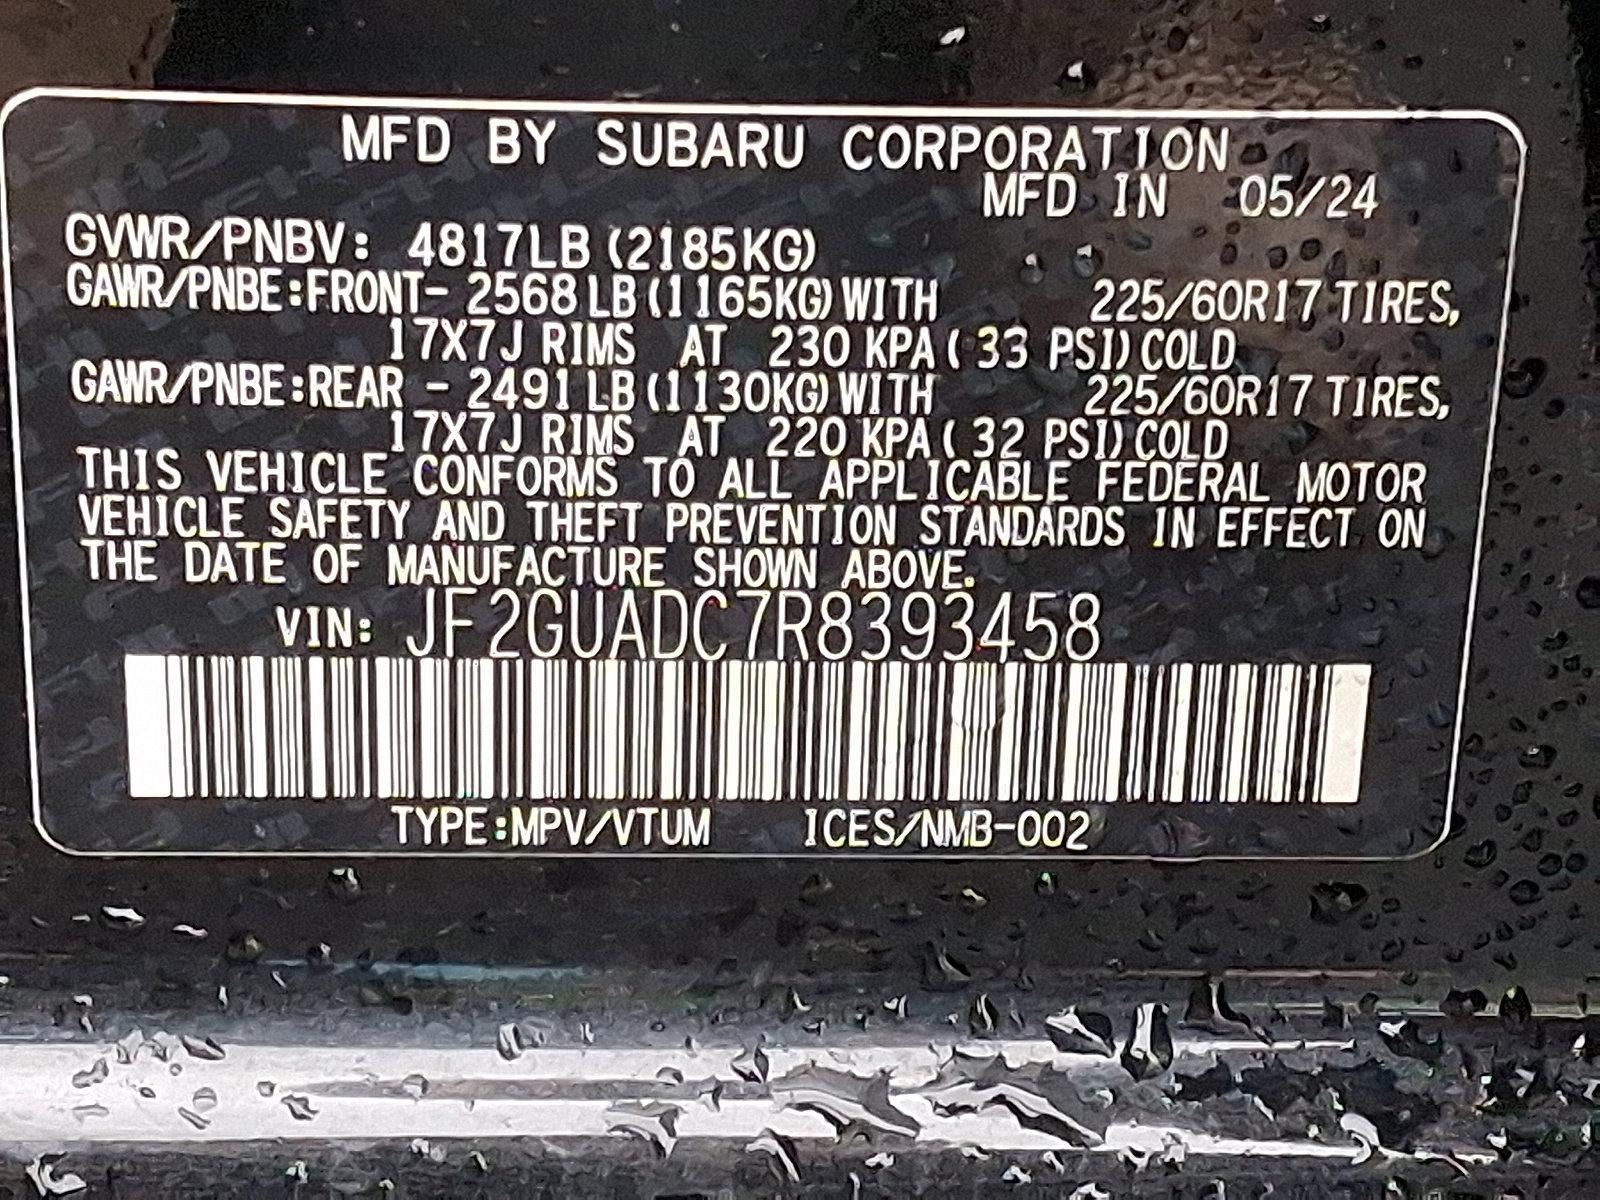 MFD BY SUBARU CORPORATION
MFD IN 05/24
GVWR/PNBV: 4817LB (2185KG)
GAWR/PNBE:FRONT- 2568 LB (1165KG) WITH 225/60R17 TIRES,
17X7J RIMS AT 230 KPA ( 33 PSI) COLD
GAWR/PNBE:REAR - 2491 LB (1130KG) WITH 225/60R17 TIRES,
17X7J RIMS AT 220 KPA ( 32 PSI) COLD
THIS VEHICLE CONFORMS TO ALL APPLICABLE FEDERAL MOTOR
VEHICLE SAFETY AND THEFT PREVENTION STANDARDS IN EFFECT ON
THE DATE OF MANUFACTURE SHOWN ABOVE.
VIN: JF2GUADC7R8393458
TYPE:MPV/VTUM ICES/NMB-002